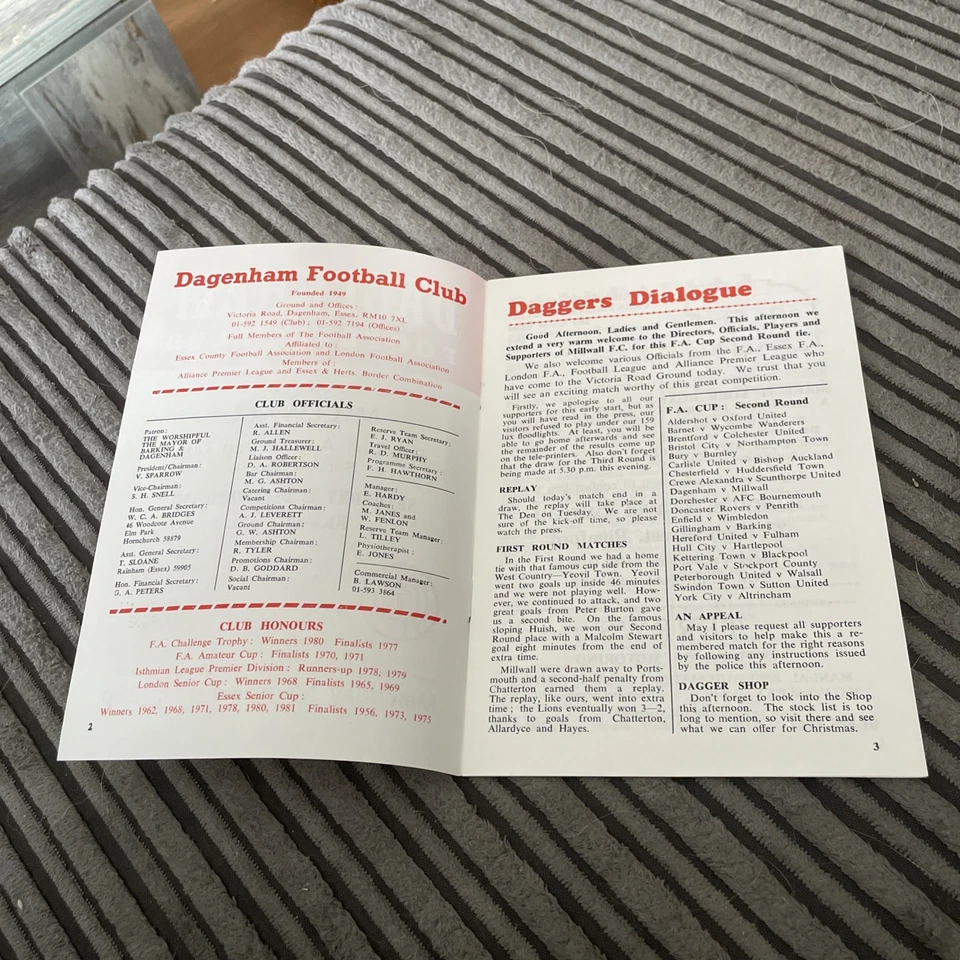 Dagenham Football Club
Founded 1949
Ground and Offices:
Victoria Road, Dagenham, Essex, RM10 7XL
01-592 1549 (Club); 01-592 7194 (Offices)
Full Members of The Football Association
Affiliated to:
Essex County Football Association and London Football Association
Members of:
Alliance Premier League and Essex & Herts. Border Combination
CLUB OFFICIALS
Patron:
THE WORSHIPFUL
THE MAYOR OF
BARKING &
DAGENHAM
President/Chairman:
V. SPARROW
Vice-Chairman:
S. H. SNELL
Hon. General Secretary:
W. C. A. BRIDGES
46 Woodcote Avenue
Elm Park
Hornchurch 58879
Asst. General Secretary:
T. SLOANE
Rainham (Essex) 59905
Hon. Financial Secretary:
G. A. PETERS
Asst. Financial Secretary:
R. ALLEN
Ground Treasurer:
M. J. HALLEWELL
Liaison Officer:
D. A. ROBERTSON
Bar Chairman:
M. G. ASHTON
Catering Chairman:
Vacant
Competitions Chairman:
A. J. LEVERETT
Ground Chairman:
G. W. ASHTON
Membership Chairman:
R. TYLER
Promotions Chairman:
D. B. GODDARD
Social Chairman:
Vacant
Reserve Team Secretary:
E. J. RYAN
Travel Officer:
R. D. MURPHY
Programme Secretary:
F. H. HAWTHORN
Manager:
E. HARDY
Coaches:
M. JANES and
W. FENLON
Reserve Team Manager:
L. TILLEY
Physiotherapist:
E. JONES
Commercial Manager:
B. LAWSON
01-593 3864
CLUB HONOURS
F.A. Challenge Trophy: Winners 1980 Finalists 1977
F.A. Amateur Cup: Finalists 1970, 1971
Isthmian League Premier Division: Runners-up 1978, 1979
London Senior Cup: Winners 1968 Finalists 1965, 1969
Essex Senior Cup:
Winners 1962, 1968, 1971, 1978, 1980, 1981 Finalists 1956, 1973, 1975
2
Daggers Dialogue
Good Afternoon, Ladies and Gentlemen. This afternoon we
extend a very warm welcome to the Directors, Officials, Players and
Supporters of Millwall F.C. for this F.A. Cup Second Round tie.
We also welcome various Officials from the F.A., Essex F.A.,
London F.A., Football League and Alliance Premier League who
have come to the Victoria Road Ground today. We trust that you
will see an exciting match worthy of this great competition.
Firstly, we apologise to all our
supporters for this early start, but as
you will have read in the press, our
visitors refused to play under our 159
lux floodlights. At least, you will be
able to go home afterwards and see
the remainder of the results come up
on the tele-printers. Also don't forget
that the draw for the Third Round is
being made at 5.30 p.m. this evening.
REPLAY
Should today's match end in a
draw, the replay will take place at
The Den on Tuesday. We are not
sure of the kick-off time, so please
watch the press.
FIRST ROUND MATCHES
In the First Round we had a home
tie with that famous cup side from the
West Country—Yeovil Town. Yeovil
went two goals up inside 46 minutes
and we were not playing well. How-
ever, we continued to attack, and two
great goals from Peter Burton gave
us a second bite. On the famous
sloping Huish, we won our Second
Round place with a Malcolm Stewart
goal eight minutes from the end of
extra time.
Millwall were drawn away to Ports-
mouth and a second-half penalty from
Chatterton earned them a replay.
The replay, like ours, went into extra
time; the Lions eventually won 3—2,
thanks to goals from Chatterton,
Allardyce and Hayes.
F.A. CUP: Second Round
Aldershot v Oxford United
Barnet v Wycombe Wanderers
Brentford v Colchester United
Bristol City v Northampton Town
Bury v Burnley
Carlisle United v Bishop Auckland
Chesterfield v Huddersfield Town
Crewe Alexandra v Scunthorpe United
Dagenham v Millwall
Dorchester v AFC Bournemouth
Doncaster Rovers v Penrith
Enfield v Wimbledon
Gillingham v Barking
Hereford United v Fulham
Hull City v Hartlepool
Kettering Town v Blackpool
Port Vale v Stockport County
Peterborough United v Walsall
Swindon Town v Sutton United
York City v Altrincham
AN APPEAL
May I please request all supporters
and visitors to help make this a re-
membered match for the right reasons
by following any instructions issued
by the police this afternoon.
DAGGER SHOP
Don't forget to look into the Shop
this afternoon. The stock list is too
long to mention, so visit there and see
what we can offer for Christmas.
3